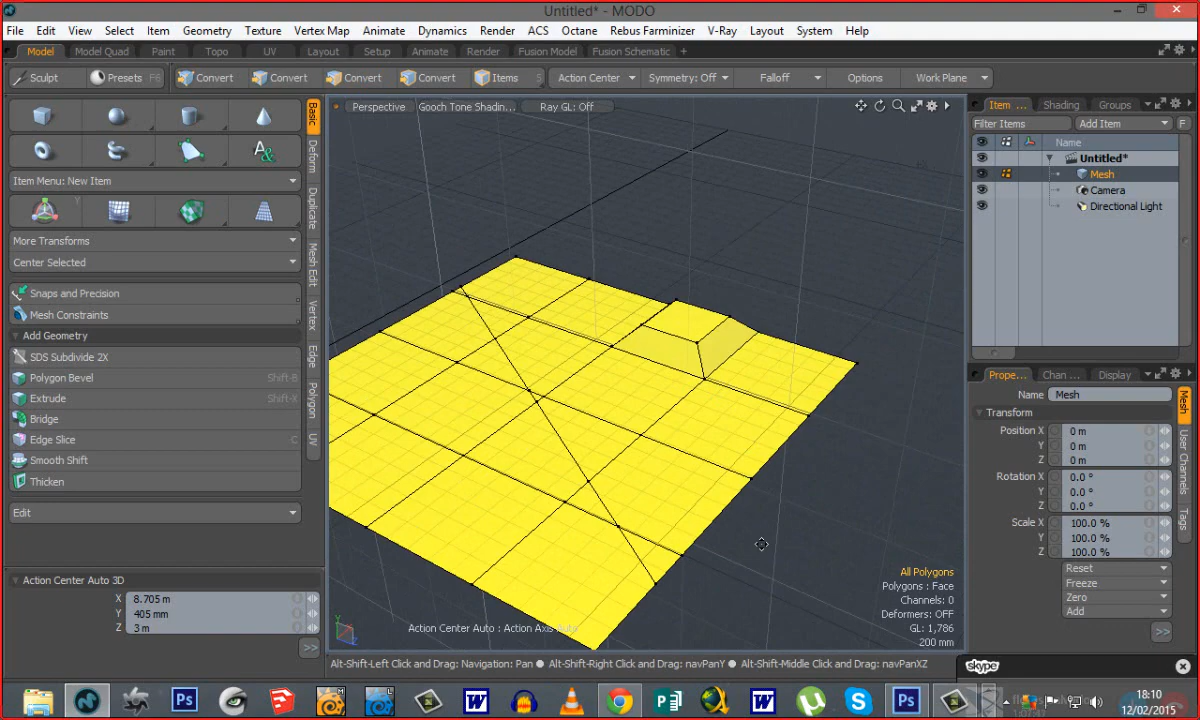 Untitled* - MODO
File Edit View Select Item Geometry Texture Vertex Map Animate Dynamics Render ACS Octane Rebus Farminizer V-Ray Layout System Help
Model Model Quad Paint Topo UV Layout Setup Animate Render Fusion Model Fusion Schematic +
Sculpt Presets F6 Convert Convert Convert Convert Items 5 Action Center Symmetry: Off Falloff Options Work Plane
Perspective Gooch Tone Shadin... Ray GL: Off
Basic
Deform
Duplicate
Mesh Edit
Vertex
Edge
Polygon
UV
Item Menu: New Item
More Transforms
Center Selected
Snaps and Precision
Mesh Constraints
Add Geometry
SDS Subdivide 2X
Polygon Bevel Shift-B
Extrude Shift-X
Bridge
Edge Slice C
Smooth Shift
Thicken
Edit
Action Center Auto 3D
X 8.705 m
Y 405 mm
Z 3 m
>>
All Polygons
Polygons : Face
Channels: 0
Deformers: OFF
GL: 1,786
200 mm
Action Center Auto : Action Axis Auto
Alt-Shift-Left Click and Drag: Navigation: Pan ● Alt-Shift-Right Click and Drag: navPanY ● Alt-Shift-Middle Click and Drag: navPanXZ
Item ... Shading Groups
Filter Items Add Item F
Name
Untitled*
Mesh
Camera
Directional Light
Prope... Chan ... Display
Name Mesh
Transform
Position X 0 m
Y 0 m
Z 0 m
Rotation X 0.0 °
Y 0.0 °
Z 0.0 °
Scale X 100.0 %
Y 100.0 %
Z 100.0 %
Reset
Freeze
Zero
Add
>>
Mesh
User Channels
Tags
skype
18:10
12/02/2015